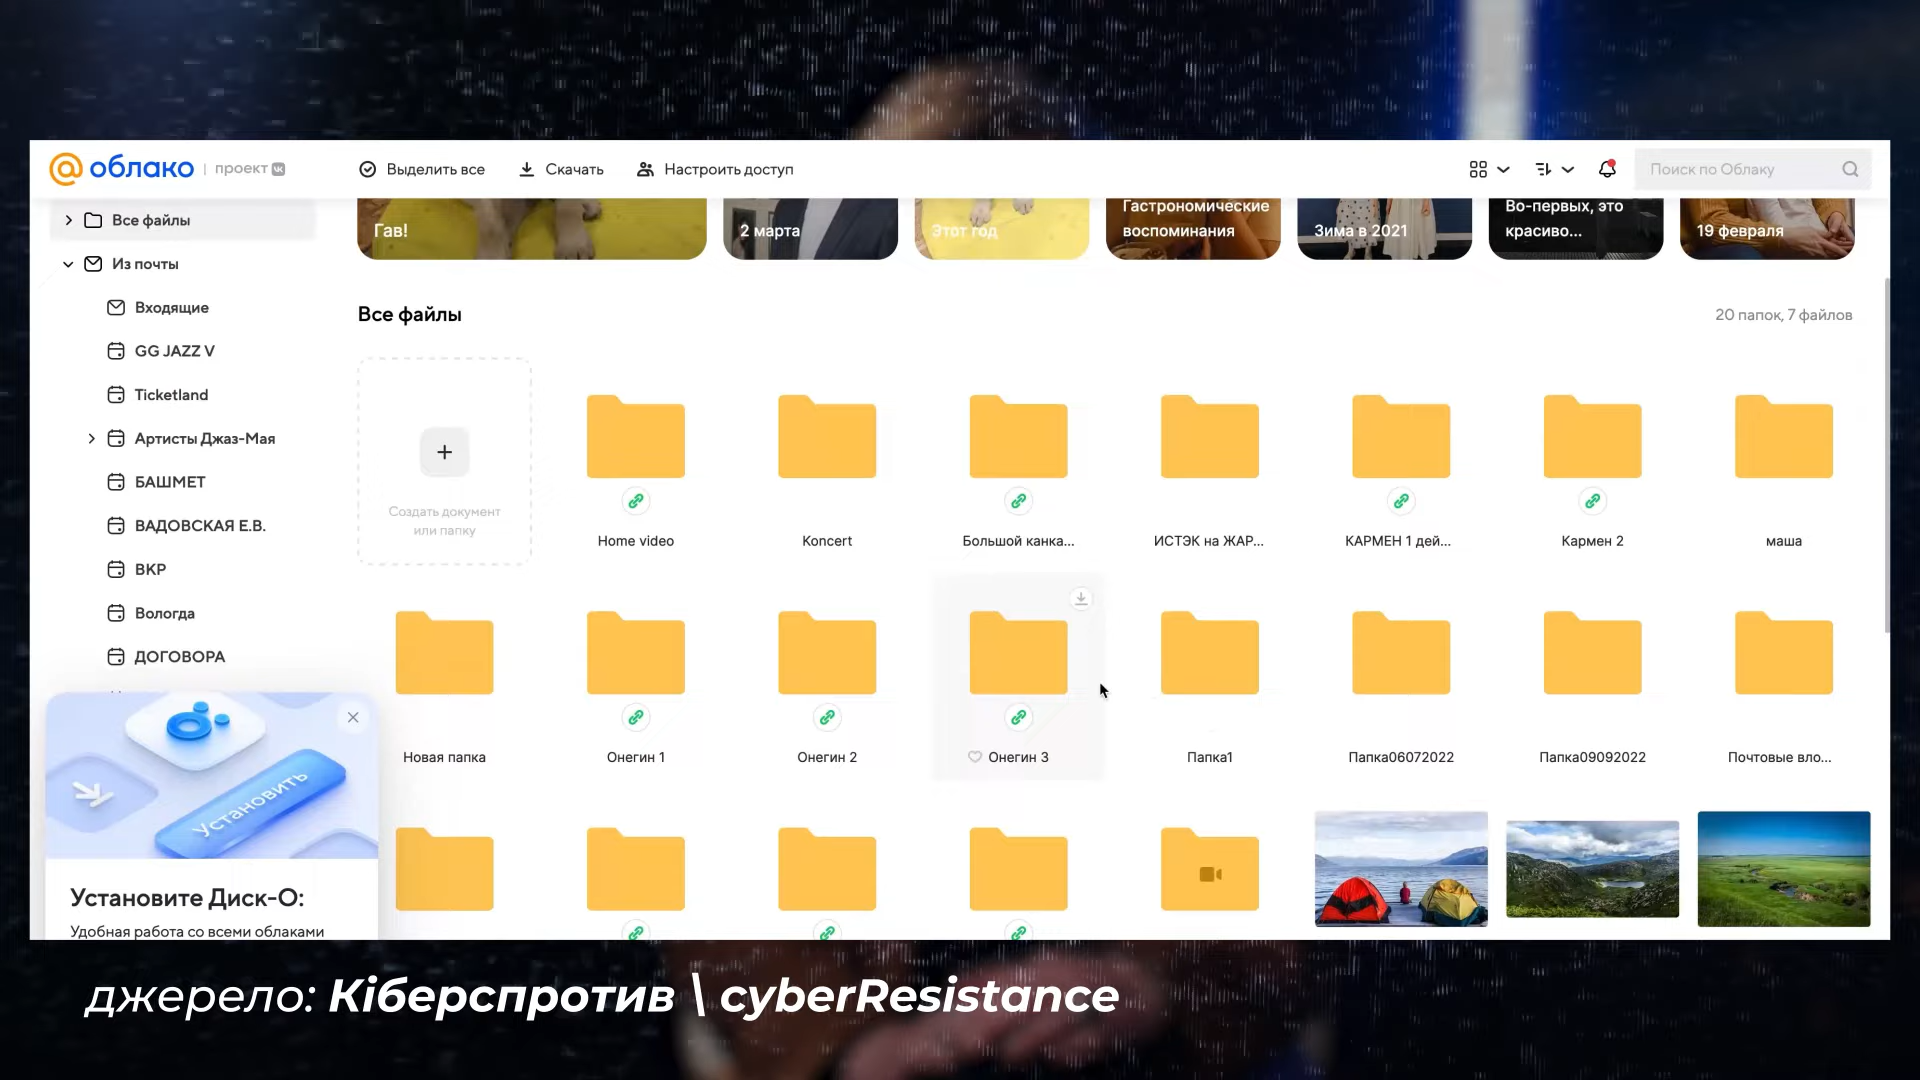 @облако | проект
Выделить все
Скачать
Настроить доступ
Поиск по Облаку
Все файлы
Из почты
Входящие
GG JAZZ V
Ticketland
Артисты Джаз-Мая
БАШМЕТ
ВАДОВСКАЯ Е.В.
ВКР
Вологда
ДОГОВОРА
Гав!
2 марта
Этот год
Гастрономические
воспоминания
Зима в 2021
Во-первых, это
красиво...
19 февраля
Все файлы
20 папок, 7 файлов
Создать документ
или папку
Home video
Koncert
Большой канка...
ИСТЭК на ЖАР...
КАРМЕН 1 дей...
Кармен 2
маша
Новая папка
Онегин 1
Онегин 2
Онегин 3
Папка1
Папка06072022
Папка09092022
Почтовые вло...
Установить
Установите Диск-О:
Удобная работа со всеми облаками
джерело: Кіберспротив \ cyberResistance